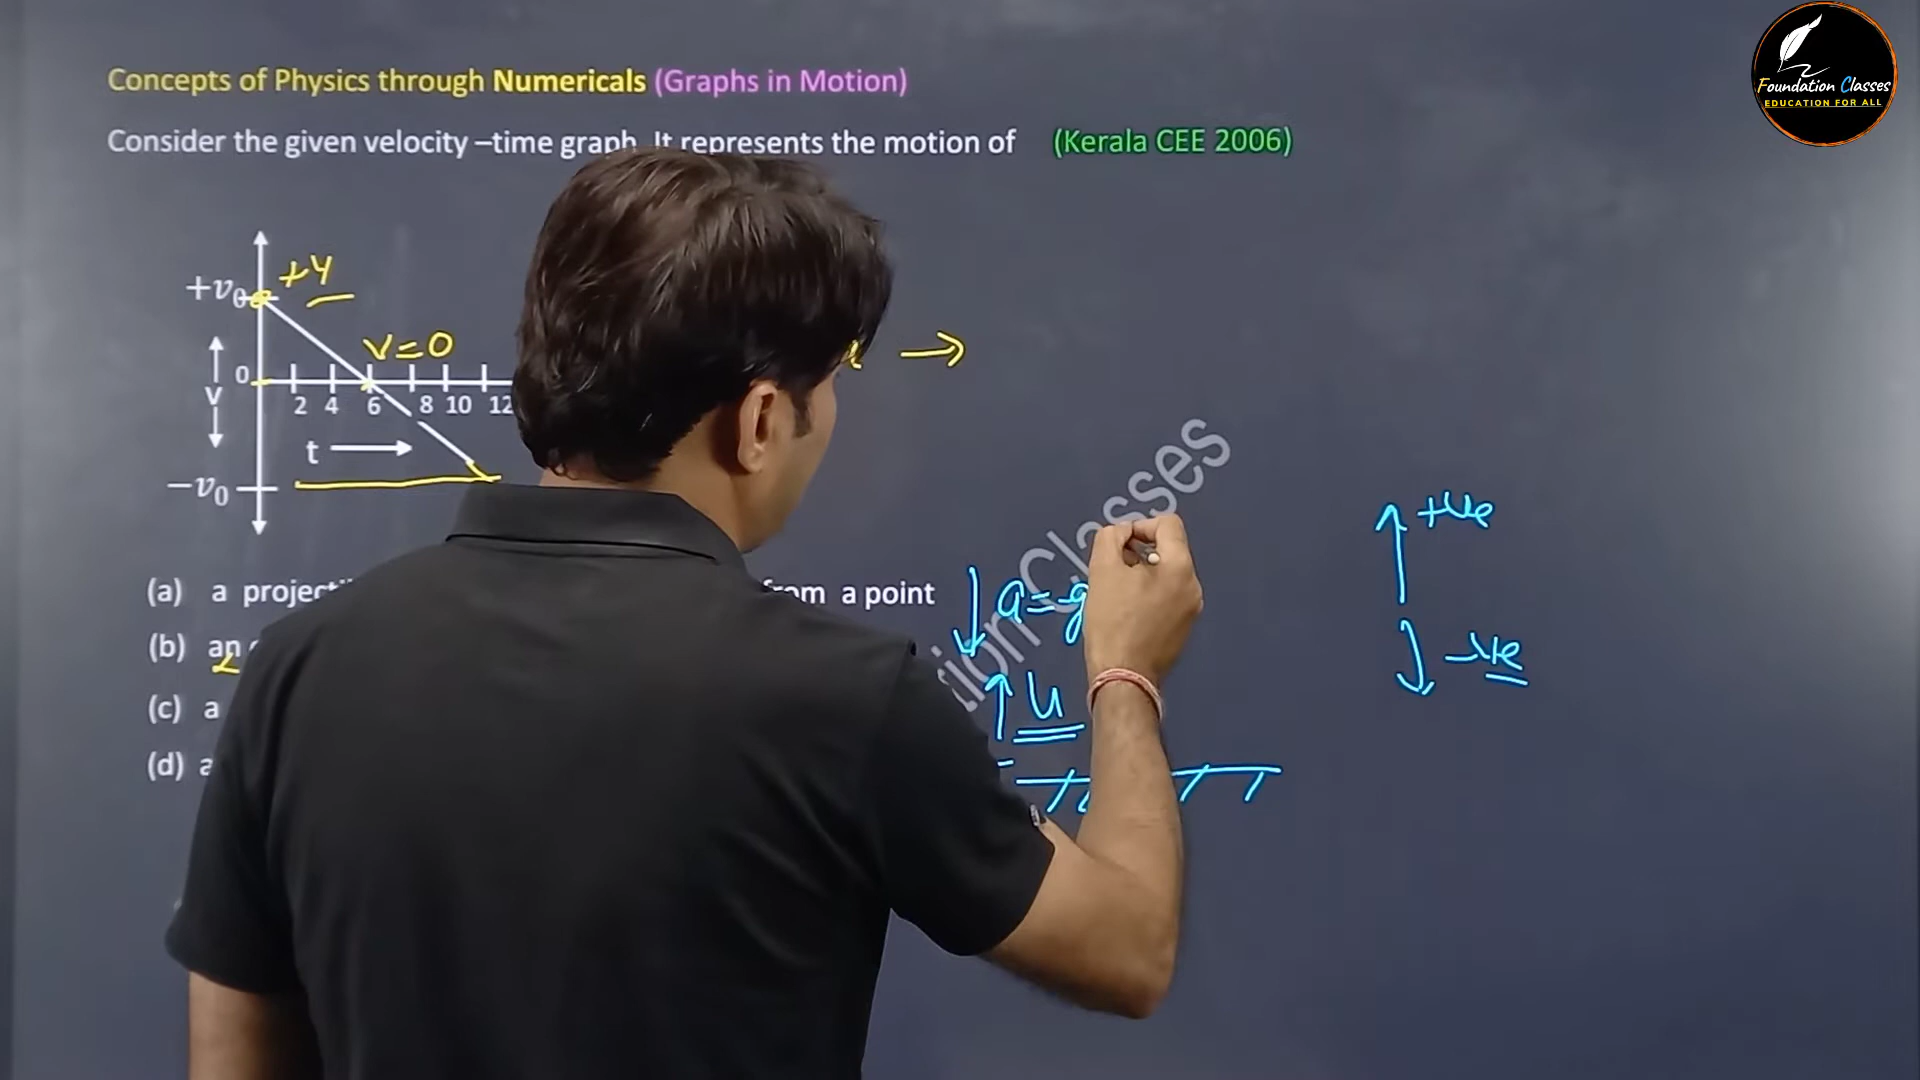 Foundation Classes
EDUCATION FOR ALL
Concepts of Physics through Numericals (Graphs in Motion)
Consider the given velocity –time graph. It represents the motion of (Kerala CEE 2006)
+v₀
+4
v=0
→
0
v
2 4 6 8 10 12
t
−v₀
(a) a from a point
(b) an
(c) a
(d) a
a=-g
u
+ve
-ve
Classes